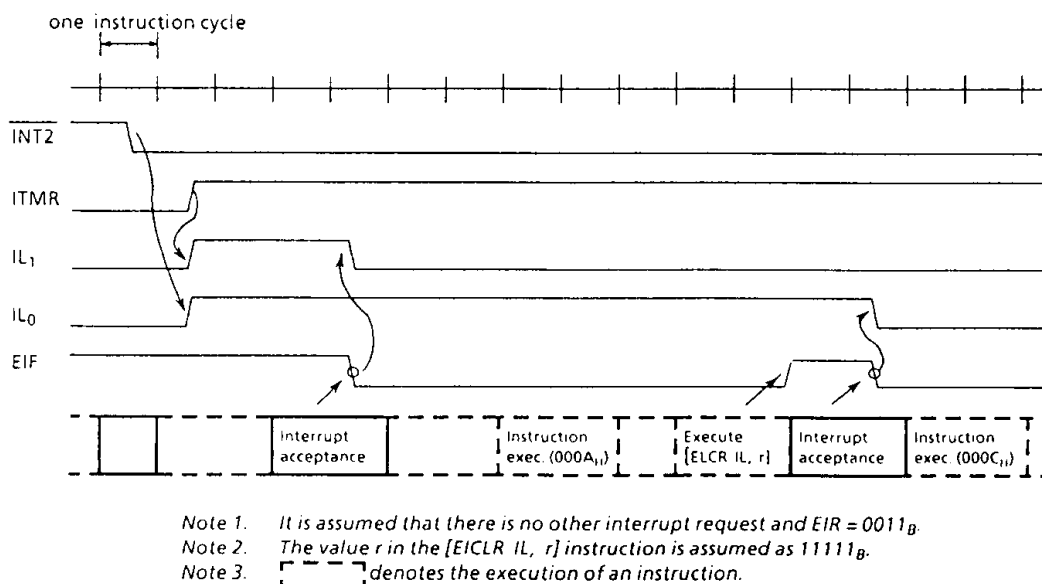 one instruction cycle
INT2
ITMR
IL1
IL0
EIF
Interrupt acceptance
Instruction exec. (000AH)
Execute [ELCR IL, r]
Interrupt acceptance
Instruction exec. (000CH)
Note 1. It is assumed that there is no other interrupt request and EIR = 0011B.
Note 2. The value r in the [EICLR IL, r] instruction is assumed as 11111B.
Note 3. denotes the execution of an instruction.